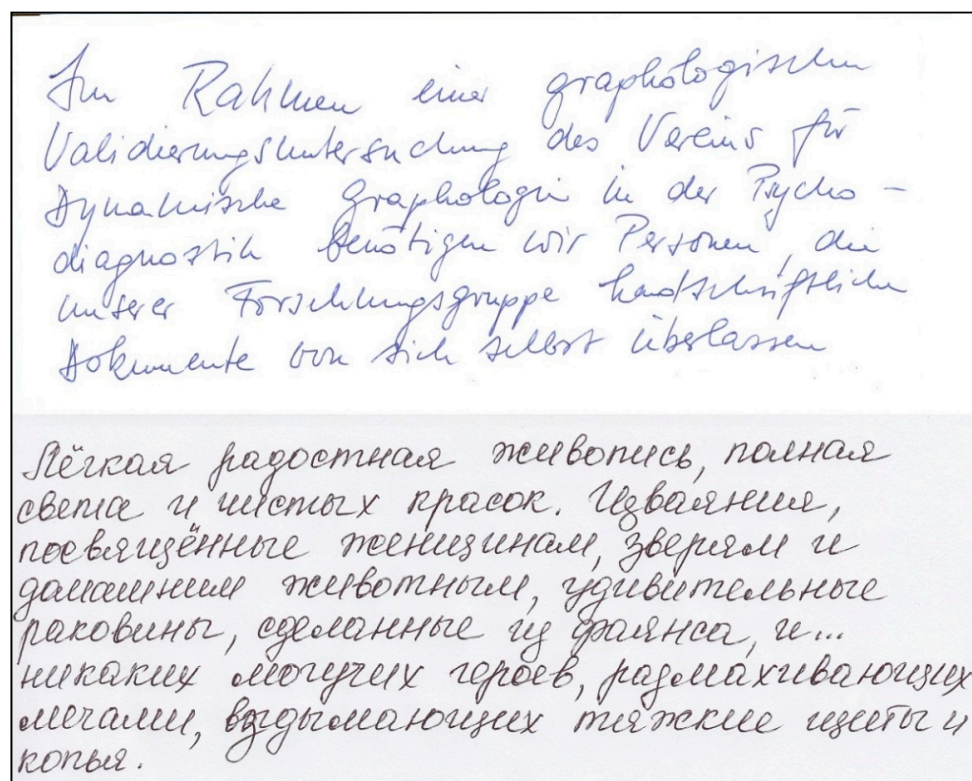 Im Rahmen einer graphologischen
Validierungsuntersuchung des Vereins für
Dynamische Graphologie in der Psycho-
diagnostik benötigen wir Personen, die
unserer Forschungsgruppe handschriftliche
Dokumente von sich selbst überlassen
Лёгкая радостная живопись, полная
света и чистых красок. Изваяния,
посвящённые женщинам, зверям и
домашним животным, удивительные
раковины, сделанные из фаянса, и...
никаких могучих героев, размахивающих
мечами, вздымающих тяжкие щиты и
копья.